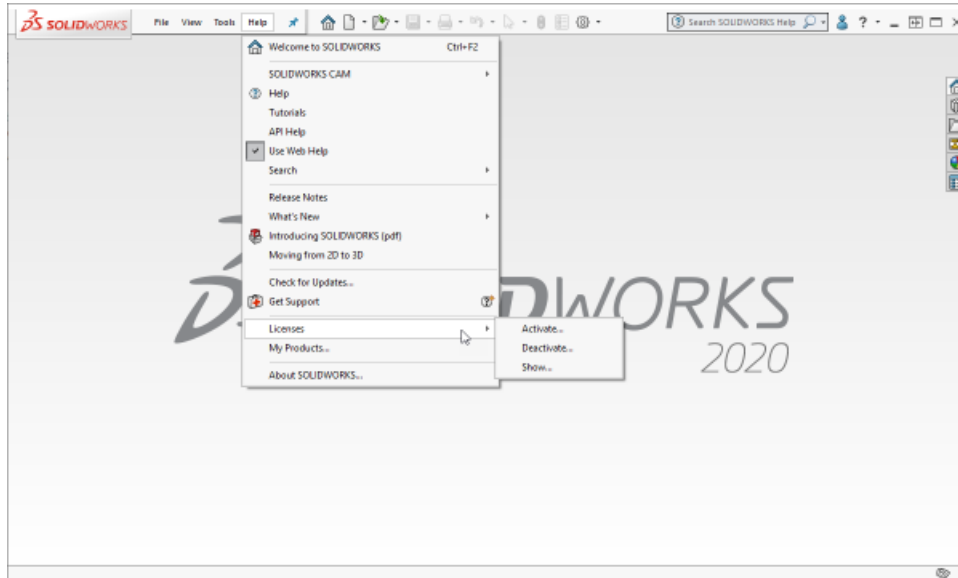 SOLIDWORKS File View Tools Help Search SOLIDWORKS Help ?
Welcome to SOLIDWORKS Ctrl+F2
SOLIDWORKS CAM
Help
Tutorials
API Help
Use Web Help
Search
Release Notes
What's New
Introducing SOLIDWORKS (pdf)
Moving from 2D to 3D
Check for Updates...
Get Support
Licenses
My Products...
About SOLIDWORKS...
Activate...
Deactivate...
Show...
WORKS
2020